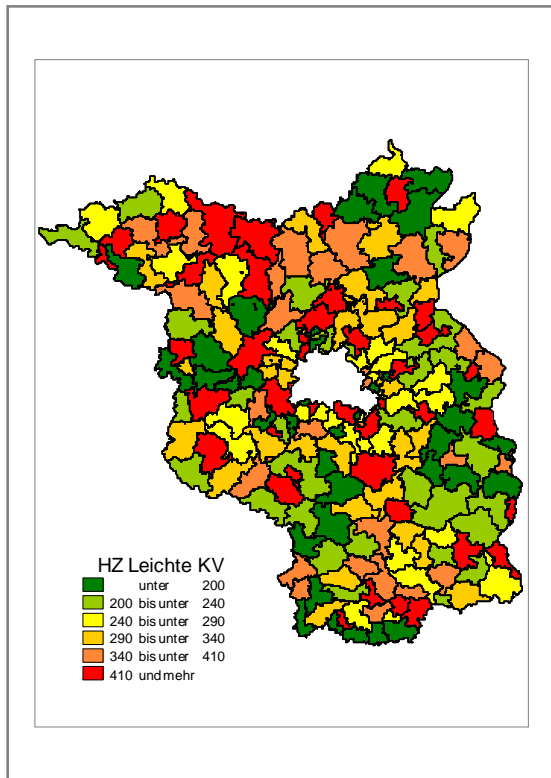 HZ Leichte KV
unter 200
200 bis unter 240
240 bis unter 290
290 bis unter 340
340 bis unter 410
410 und mehr